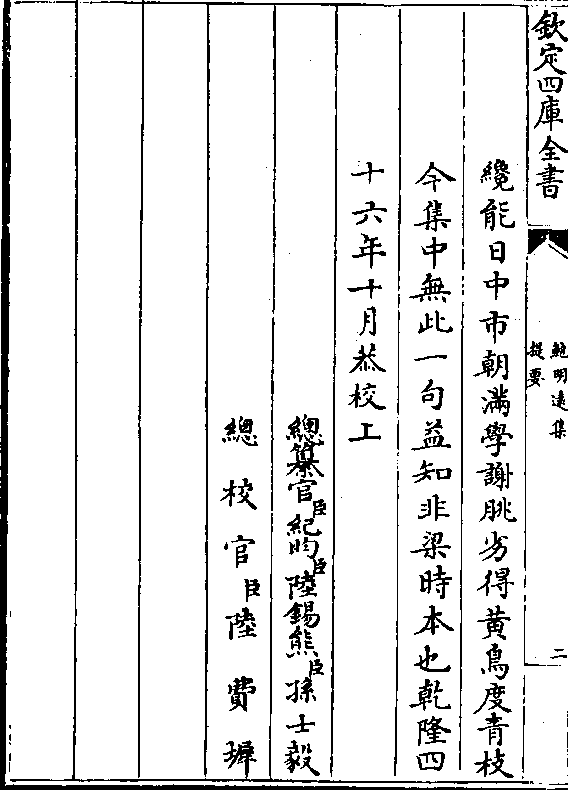 欽定四庫全書
鮑明遠集
提要
二
纔能日中市朝滿學謝朓劣得黃鳥度青枝
今集中無此一句益知非梁時本也乾隆四
十六年十月恭校上
總纂官臣紀昀臣陸錫熊臣孫士毅
總校官臣陸費墀